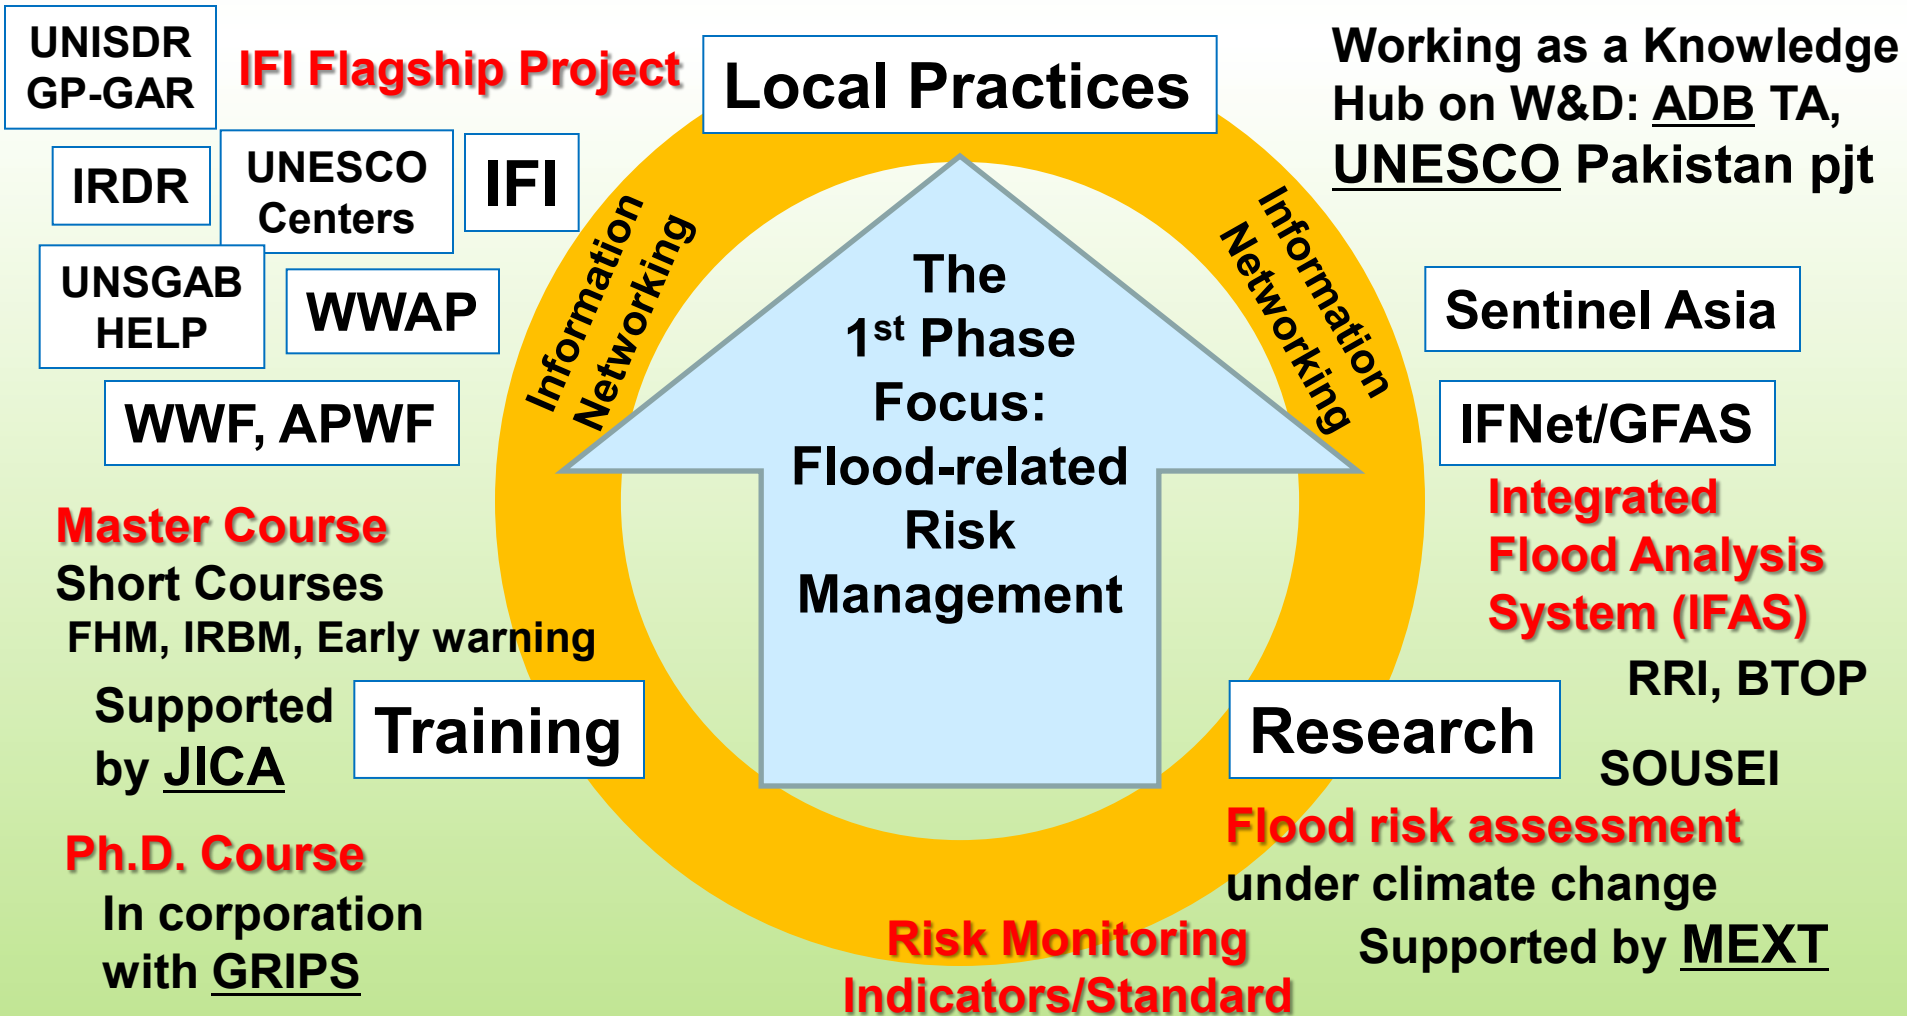 UNISDR
GP-GAR
IFI Flagship Project
Local Practices
Working as a Knowledge
Hub on W&D: ADB TA,
UNESCO Pakistan pjt
IRDR
UNESCO
Centers
IFI
UNSGAB
HELP
WWAP
WWF, APWF
Information
Networking
Information
Networking
The
1st Phase
Focus:
Flood-related
Risk
Management
Sentinel Asia
IFNet/GFAS
Integrated
Flood Analysis
System (IFAS)
RRI, BTOP
SOUSEI
Master Course
Short Courses
FHM, IRBM, Early warning
Supported
by JICA
Training
Ph.D. Course
In corporation
with GRIPS
Research
Flood risk assessment
under climate change
Supported by MEXT
Risk Monitoring
Indicators/Standard